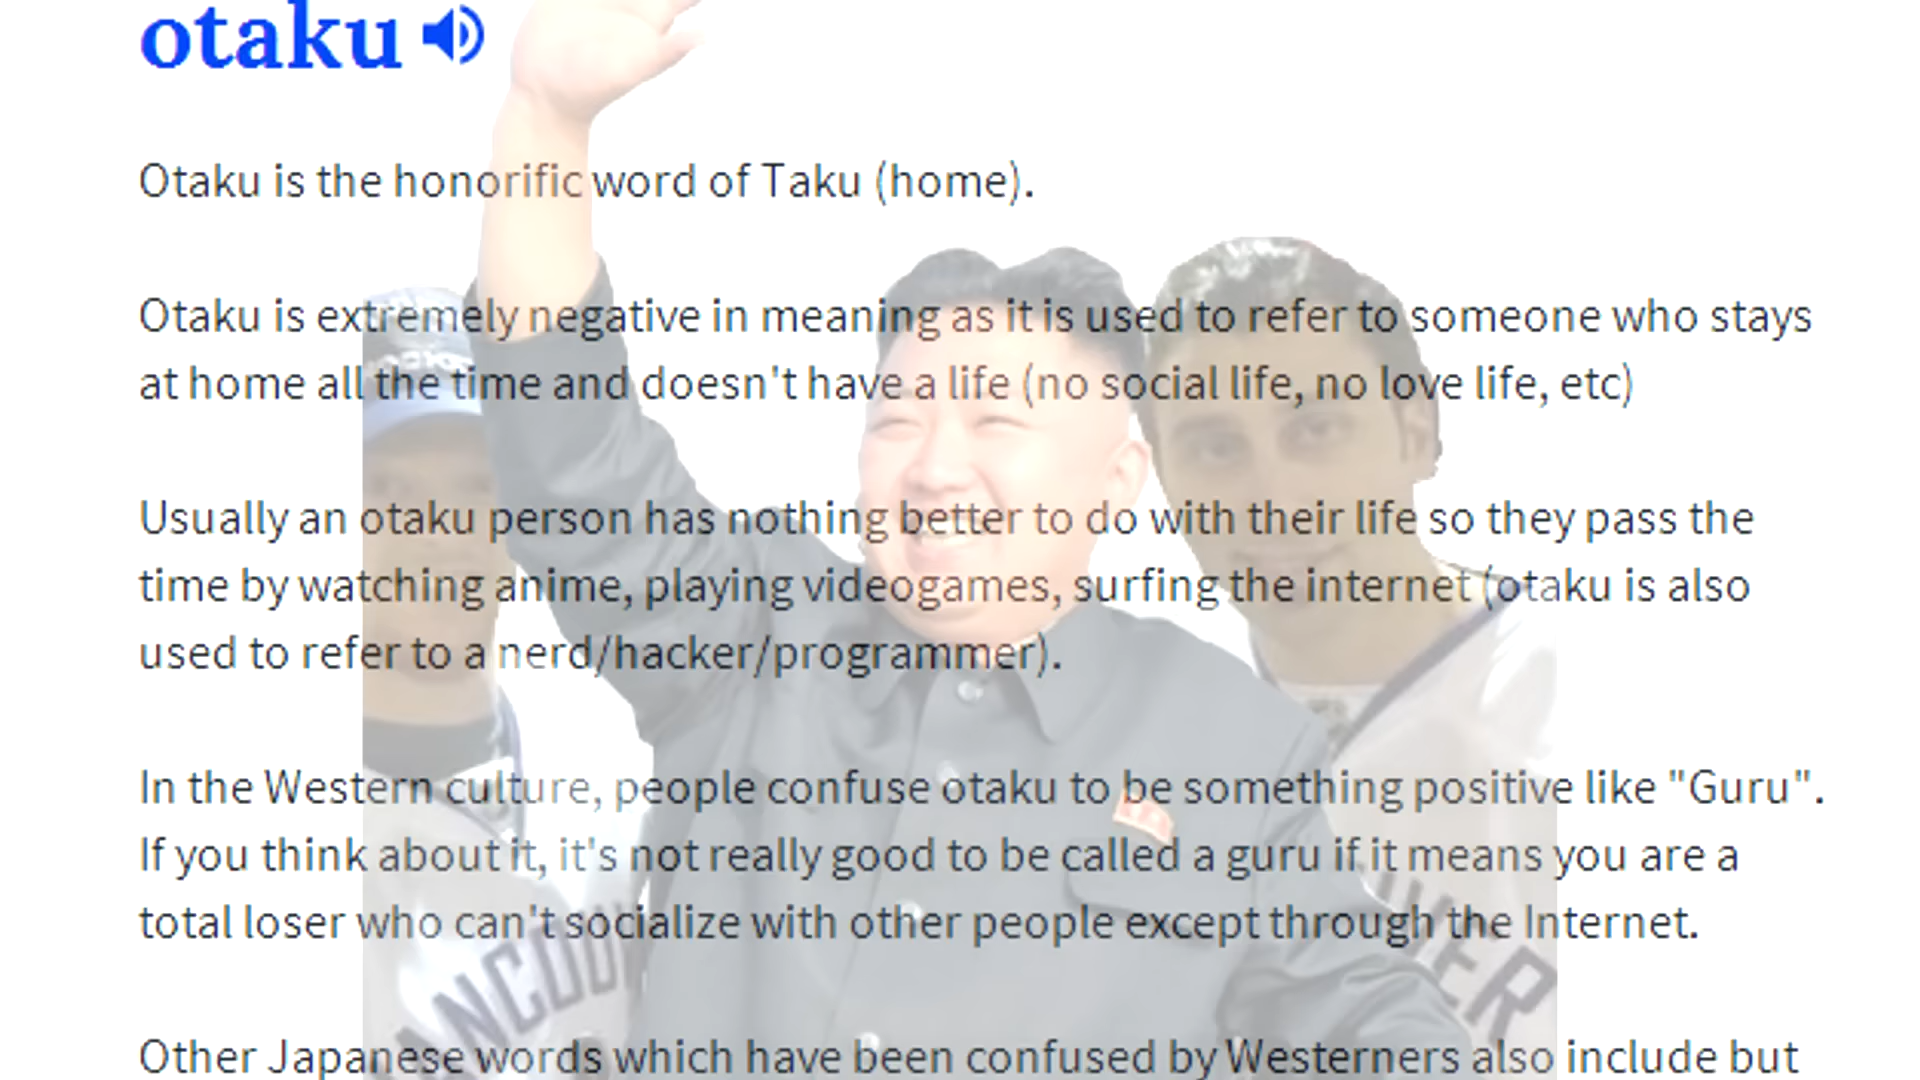 otaku
Otaku is the honorific word of Taku (home).
Otaku is extremely negative in meaning as it is used to refer to someone who stays
at home all the time and doesn't have a life (no social life, no love life, etc)
Usually an otaku person has nothing better to do with their life so they pass the
time by watching anime, playing videogames, surfing the internet (otaku is also
used to refer to a nerd/hacker/programmer).
In the Western culture, people confuse otaku to be something positive like "Guru".
If you think about it, it's not really good to be called a guru if it means you are a
total loser who can't socialize with other people except through the Internet.
Other Japanese words which have been confused by Westerners also include but